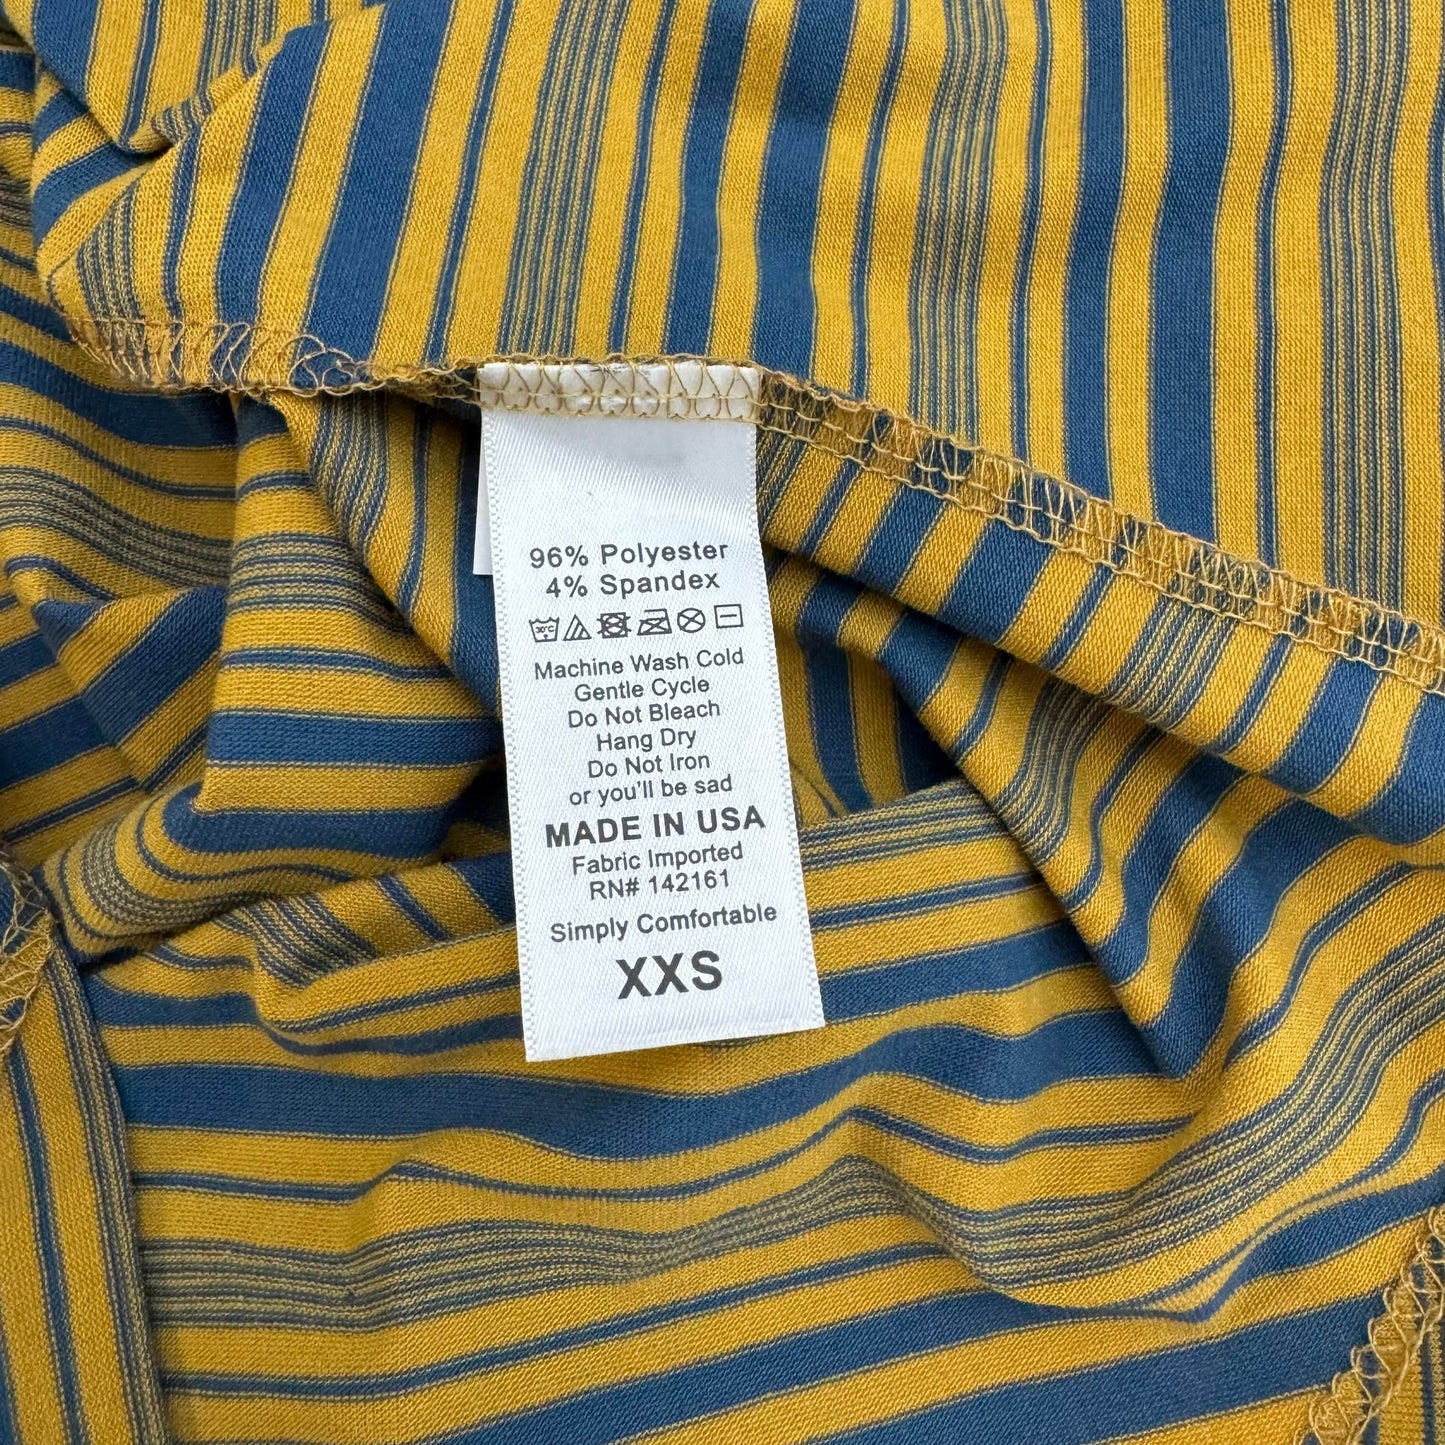 96% Polyester
4% Spandex
30°C
Machine Wash Cold
Gentle Cycle
Do Not Bleach
Hang Dry
Do Not Iron
or you'll be sad
MADE IN USA
Fabric Imported
RN# 142161
Simply Comfortable
XXS